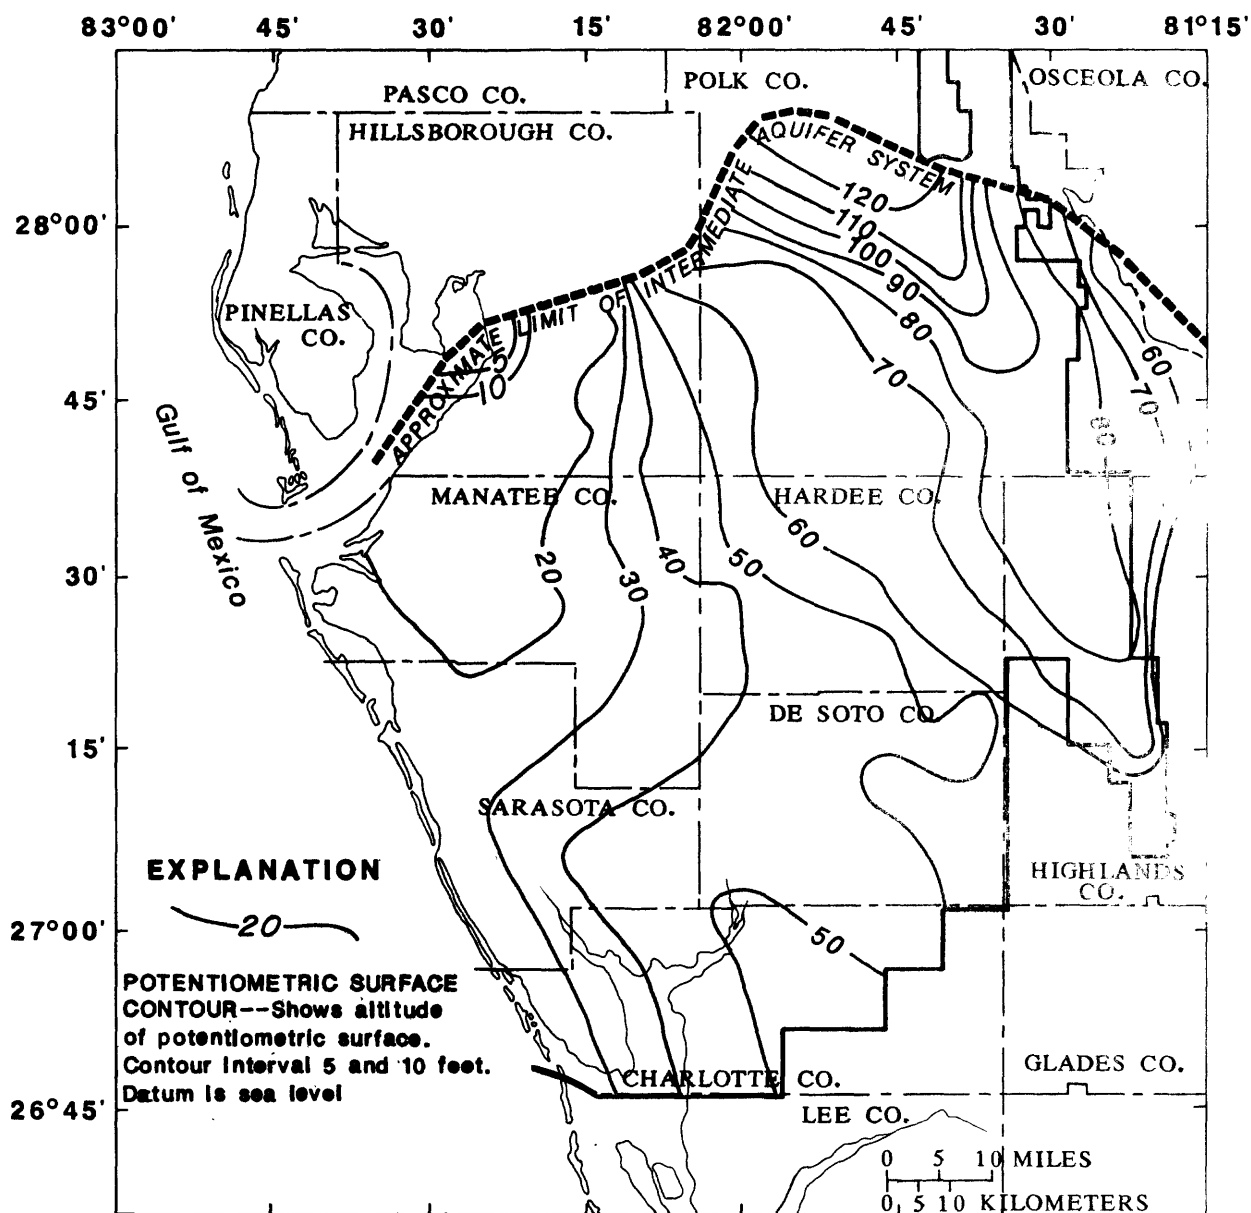 83°00' 45' 30' 15' 82°00' 45' 30' 81°15'
POLK CO.
OSCEOLA CO.
PASCO CO.
HILLSBOROUGH CO.
AQUIFER SYSTEM
120
110
100
90
80
70
28°00'
APPROXIMATE LIMIT OF INTERMEDIATE
PINELLAS
CO.
5
10
60
70
80
45'
Gulf of Mexico
MANATEE CO.
HARDEE CO.
20
30
40
50
60
30'
DE SOTO CO.
15'
SARASOTA CO.
EXPLANATION
20
HIGHLANDS
CO.
27°00'
50
POTENTIOMETRIC SURFACE
CONTOUR--Shows altitude
of potentiometric surface.
Contour Interval 5 and 10 feet.
Datum is sea level
CHARLOTTE CO.
GLADES CO.
26°45'
LEE CO.
0 5 10 MILES
0 5 10 KILOMETERS